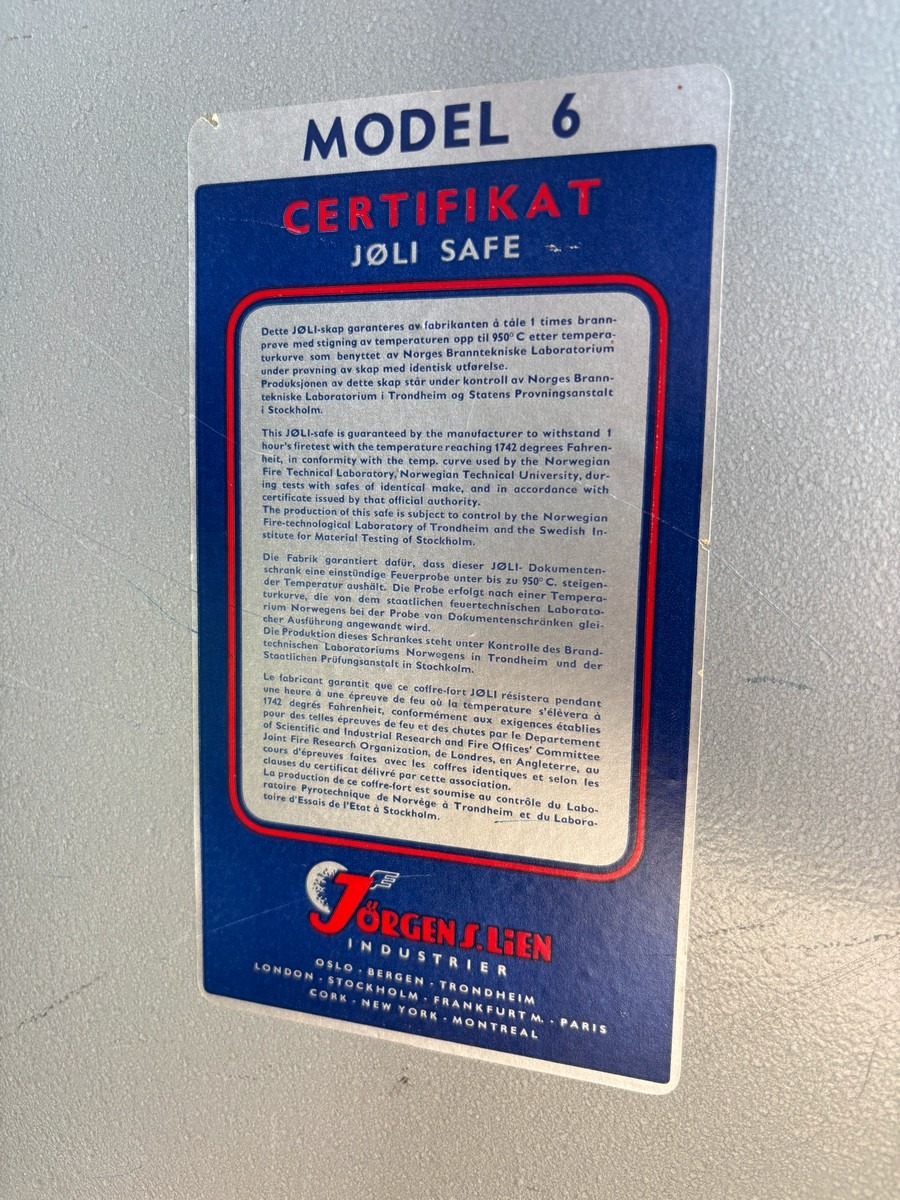 MODEL 6
CERTIFIKAT
JØLI SAFE
Dette JØLI-skap garanteres av fabrikanten å tåle 1 times brann-
prøve med stigning av temperaturen opp til 950° C etter tempera-
turkurve som benyttet av Norges Branntekniske Laboratorium
under prøvning av skap med identisk utførelse.
Produksjonen av dette skap står under kontroll av Norges Brann-
tekniske Laboratorium i Trondheim og Statens Provningsanstalt
i Stockholm.
This JØLI-safe is guaranteed by the manufacturer to withstand 1
hour's firetest with the temperature reaching 1742 degrees Fahren-
heit, in conformity with the temp. curve used by the Norwegian
Fire Technical Laboratory, Norwegian Technical University, dur-
ing tests with safes of identical make, and in accordance with
certificate issued by that official authority.
The production of this safe is subject to control by the Norwegian
Fire-technological Laboratory of Trondheim and the Swedish In-
stitute for Material Testing of Stockholm.
Die Fabrik garantiert dafür, dass dieser JØLI- Dokumenten-
schrank eine einstündige Feuerprobe unter bis zu 950° C. steigen-
der Temperatur aushält. Die Probe erfolgt nach einer Tempera-
turkurve, die von dem staatlichen feuertechnischen Laborato-
rium Norwegens bei der Probe von Dokumentenschränken glei-
cher Ausführung angewandt wird.
Die Produktion dieses Schrankes steht unter Kontrolle des Brand-
technischen Laboratoriums Norwegens in Trondheim und der
Staatlichen Prüfungsanstalt in Stochkolm.
Le fabricant garantit que ce coffre-fort JØLI résistera pendant
une heure à une épreuve de feu où la température s'élèvera à
1742 degrés Fahrenheit, conformément aux exigences établies
pour des telles épreuves de feu et des chutes par le Departement
of Scientific and Industrial Research and Fire Offices' Committee
Joint Fire Research Organization, de Londres, en Angleterre, au
cours d'épreuves faites avec les coffres identiques et selon les
clauses du certificat délivré par cette association.
La production de ce coffre-fort est soumise au contrôle du Labo-
ratoire Pyrotechnique de Norvége à Trondheim et du Labora-
toire d'Essais de l'Etat à Stockholm.
JÖRGEN S. LIEN
INDUSTRIER
OSLO · BERGEN · TRONDHEIM
LONDON · STOCKHOLM · FRANKFURT M. · PARIS
CORK · NEW YORK · MONTREAL